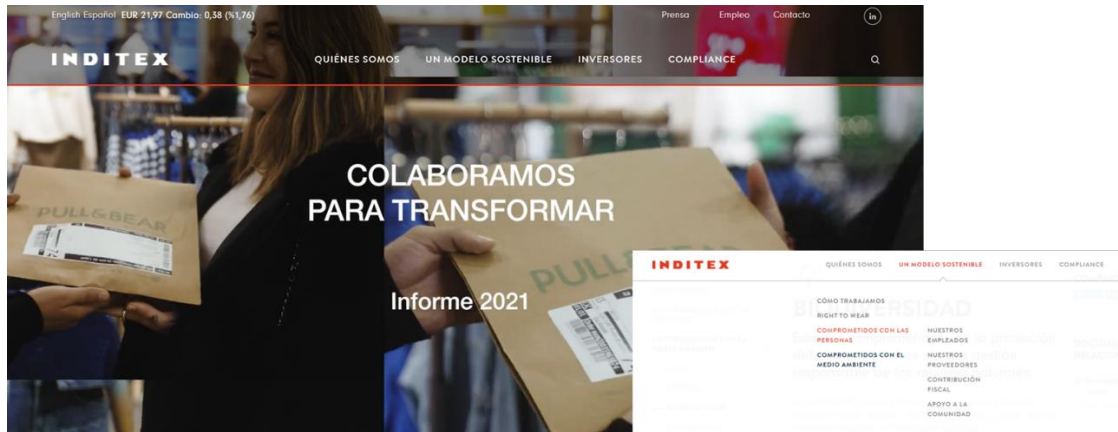 English Español EUR 21,97 Cambio: 0,38 (%1,76)
Prensa Empleo Contacto
in
INDITEX
QUIÉNES SOMOS UN MODELO SOSTENIBLE INVERSORES COMPLIANCE
COLABORAMOS
PARA TRANSFORMAR
Informe 2021
PULL&BEAR
PULL&
INDITEX
QUIÉNES SOMOS UN MODELO SOSTENIBLE INVERSORES COMPLIANCE
CÓMO TRABAJAMOS
RIGHT TO WEAR
COMPROMETIDOS CON LAS
PERSONAS
COMPROMETIDOS CON EL
MEDIO AMBIENTE
NUESTROS
EMPLEADOS
NUESTROS
PROVEEDORES
CONTRIBUCIÓN
FISCAL
APOYO A LA
COMUNIDAD